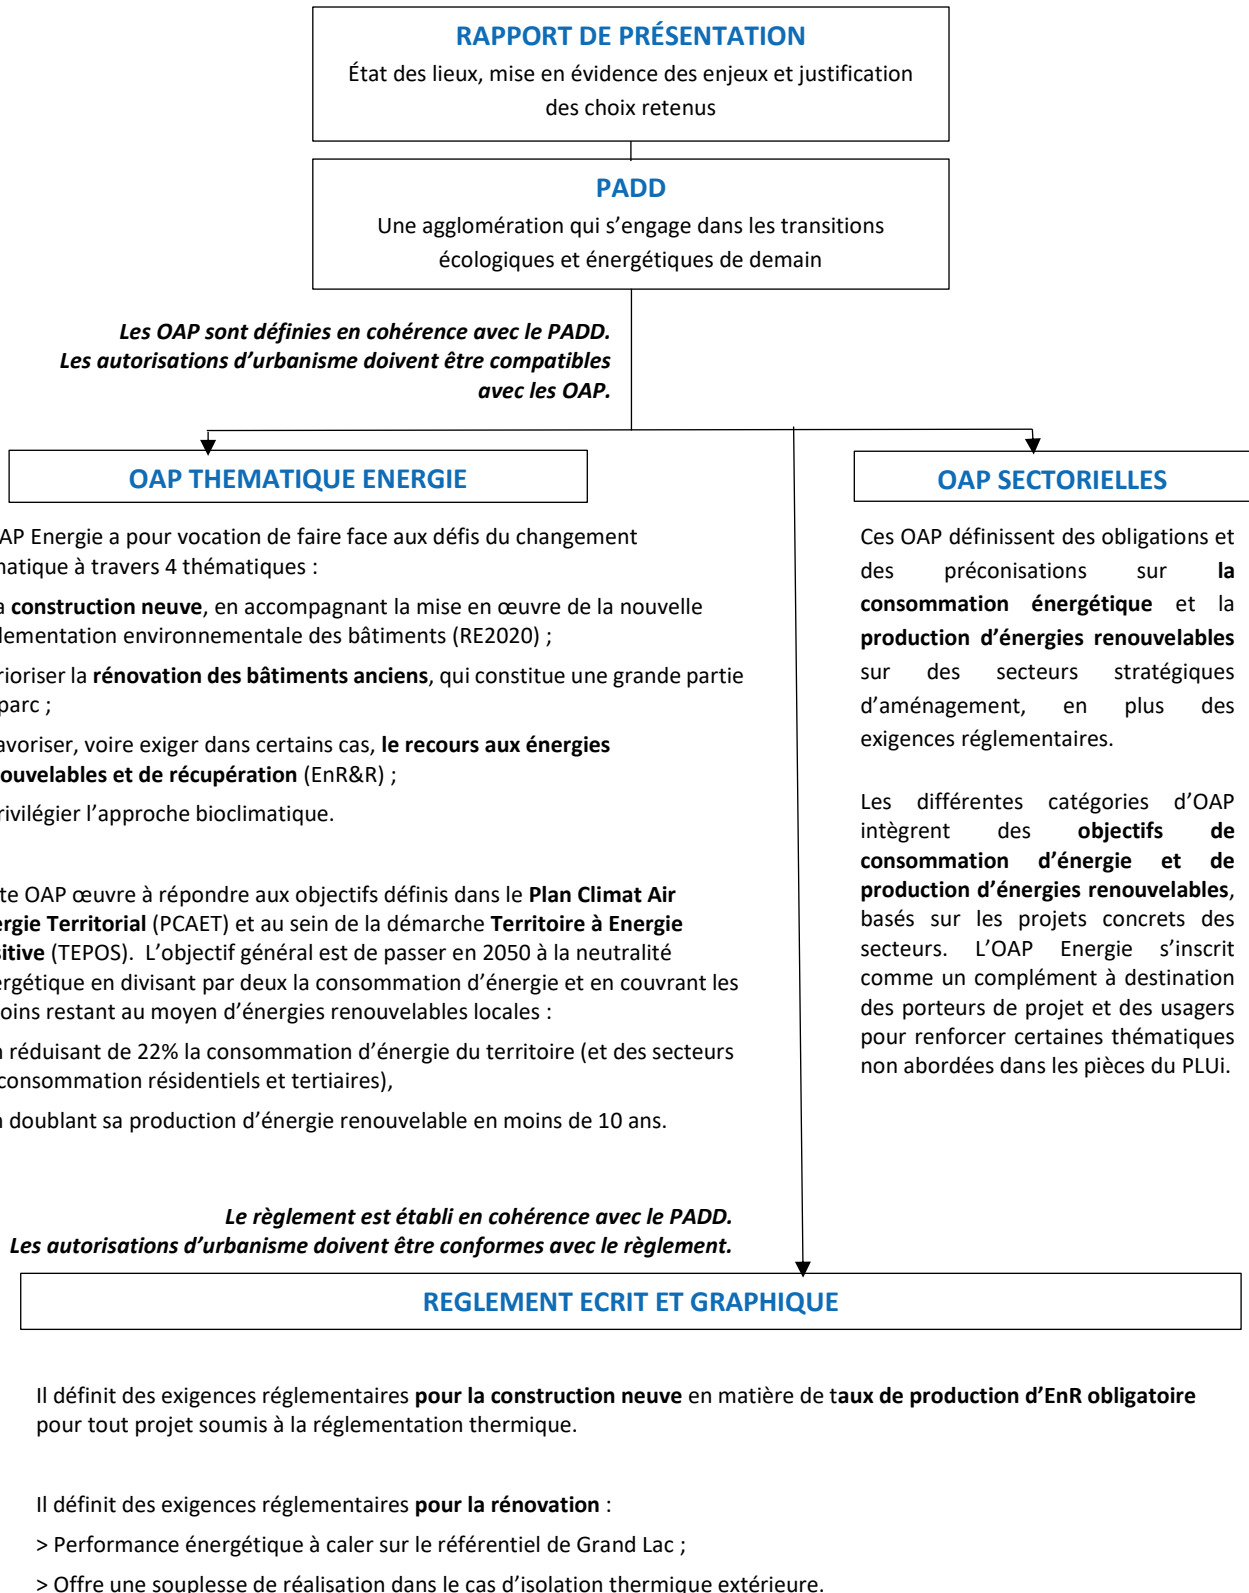 RAPPORT DE PRÉSENTATION
État des lieux, mise en évidence des enjeux et justification
des choix retenus
PADD
Une agglomération qui s’engage dans les transitions
écologiques et énergétiques de demain
Les OAP sont définies en cohérence avec le PADD.
Les autorisations d’urbanisme doivent être compatibles
avec les OAP.
OAP THEMATIQUE ENERGIE
AP Energie a pour vocation de faire face aux défis du changement
matique à travers 4 thématiques :
a construction neuve, en accompagnant la mise en œuvre de la nouvelle
lementation environnementale des bâtiments (RE2020) ;
rioriser la rénovation des bâtiments anciens, qui constitue une grande partie
parc ;
avoriser, voire exiger dans certains cas, le recours aux énergies
ouvelables et de récupération (EnR&R) ;
rivilégier l’approche bioclimatique.
te OAP œuvre à répondre aux objectifs définis dans le Plan Climat Air
ergie Territorial (PCAET) et au sein de la démarche Territoire à Energie
sitive (TEPOS). L’objectif général est de passer en 2050 à la neutralité
ergétique en divisant par deux la consommation d’énergie et en couvrant les
oins restant au moyen d’énergies renouvelables locales :
n réduisant de 22% la consommation d’énergie du territoire (et des secteurs
consommation résidentiels et tertiaires),
n doublant sa production d’énergie renouvelable en moins de 10 ans.
OAP SECTORIELLES
Ces OAP définissent des obligations et
des préconisations sur la
consommation énergétique et la
production d’énergies renouvelables
sur des secteurs stratégiques
d’aménagement, en plus des
exigences réglementaires.
Les différentes catégories d’OAP
intègrent des objectifs de
consommation d’énergie et de
production d’énergies renouvelables,
basés sur les projets concrets des
secteurs. L’OAP Energie s’inscrit
comme un complément à destination
des porteurs de projet et des usagers
pour renforcer certaines thématiques
non abordées dans les pièces du PLUi.
Le règlement est établi en cohérence avec le PADD.
Les autorisations d’urbanisme doivent être conformes avec le règlement.
REGLEMENT ECRIT ET GRAPHIQUE
Il définit des exigences réglementaires pour la construction neuve en matière de taux de production d’EnR obligatoire
pour tout projet soumis à la réglementation thermique.
Il définit des exigences réglementaires pour la rénovation :
> Performance énergétique à caler sur le référentiel de Grand Lac ;
> Offre une souplesse de réalisation dans le cas d’isolation thermique extérieure.